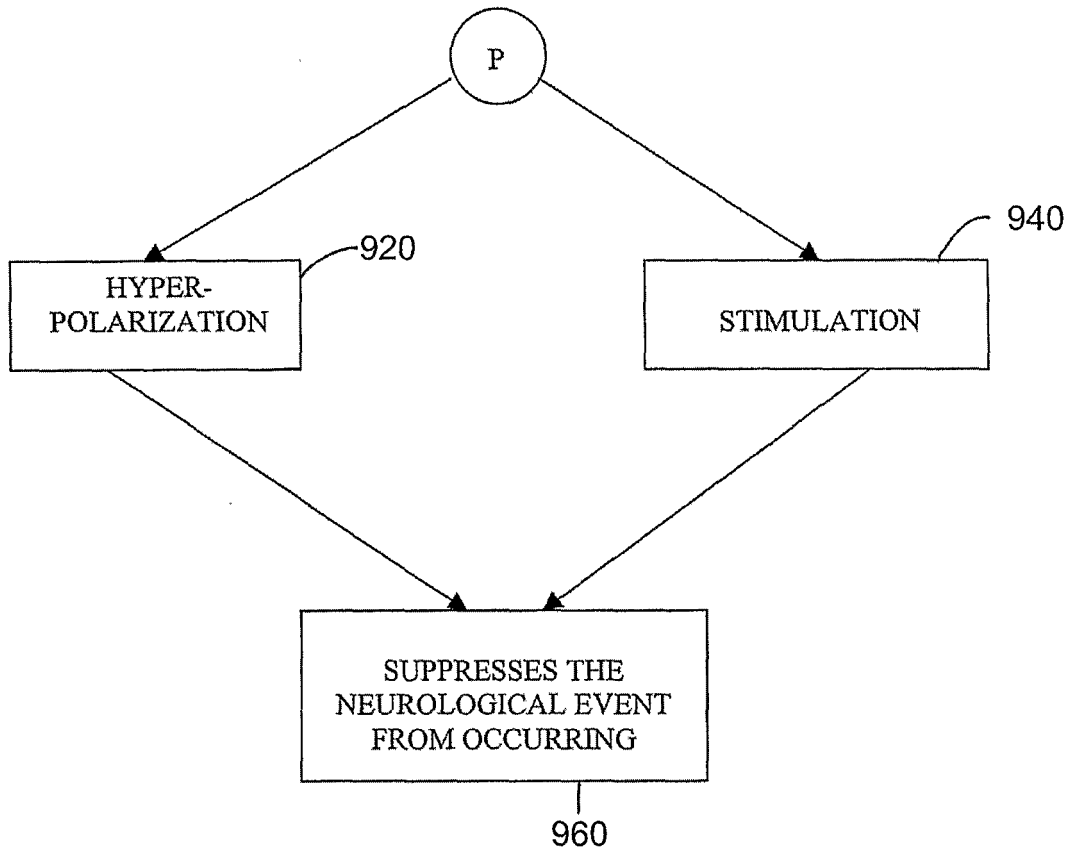 P
920
940
HYPER-
POLARIZATION
STIMULATION
SUPPRESSES THE
NEUROLOGICAL EVENT
FROM OCCURRING
960